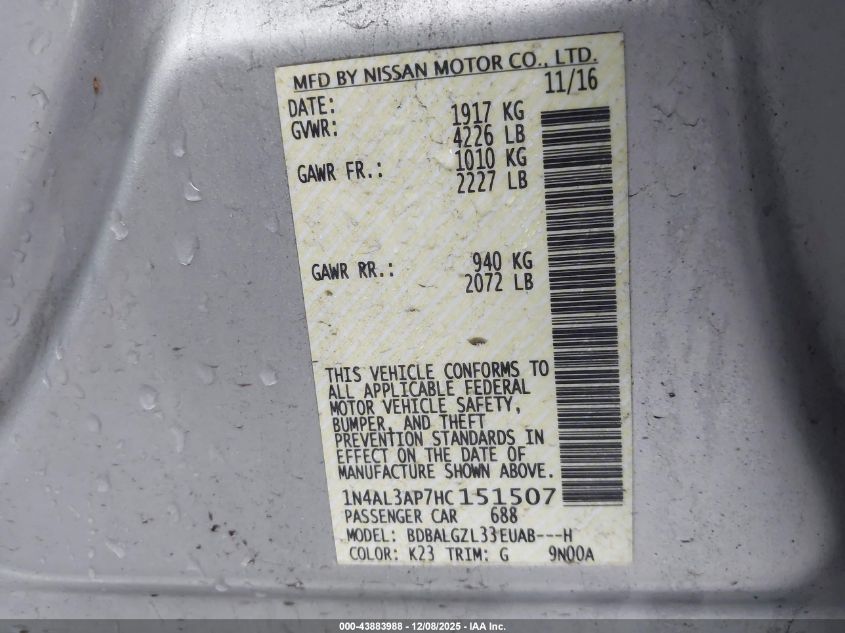 MFD BY NISSAN MOTOR CO., LTD.
DATE: 11/16
GVWR: 1917 KG
4226 LB
GAWR FR.: 1010 KG
2227 LB
GAWR RR.: 940 KG
2072 LB
THIS VEHICLE CONFORMS TO
ALL APPLICABLE FEDERAL
MOTOR VEHICLE SAFETY,
BUMPER, AND THEFT
PREVENTION STANDARDS IN
EFFECT ON THE DATE OF
MANUFACTURE SHOWN ABOVE.
1N4AL3AP7HC151507
PASSENGER CAR 688
MODEL: BDBALGZL33EUAB---H
COLOR: K23 TRIM: G 9N00A
000-43883988 - 12/08/2025 - IAA Inc.